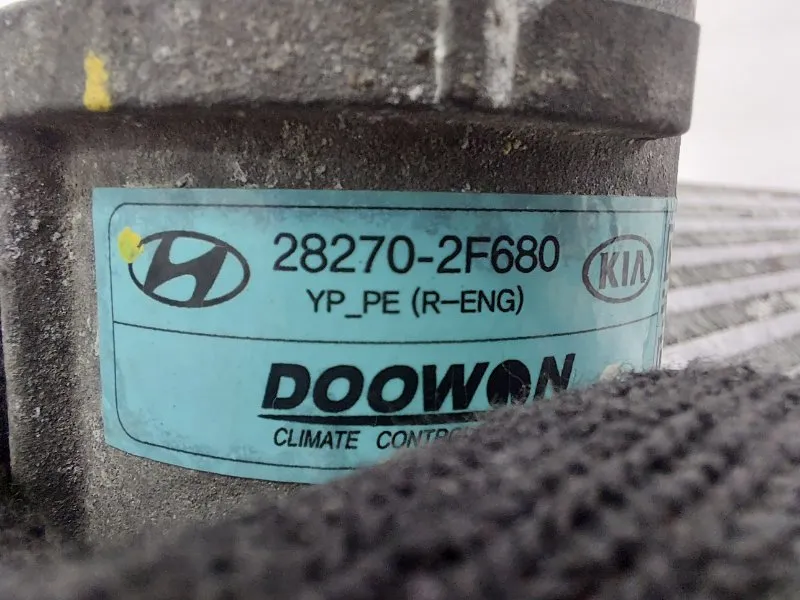 28270-2F680
KIA
YP_PE (R-ENG)
DOOWON
CLIMATE